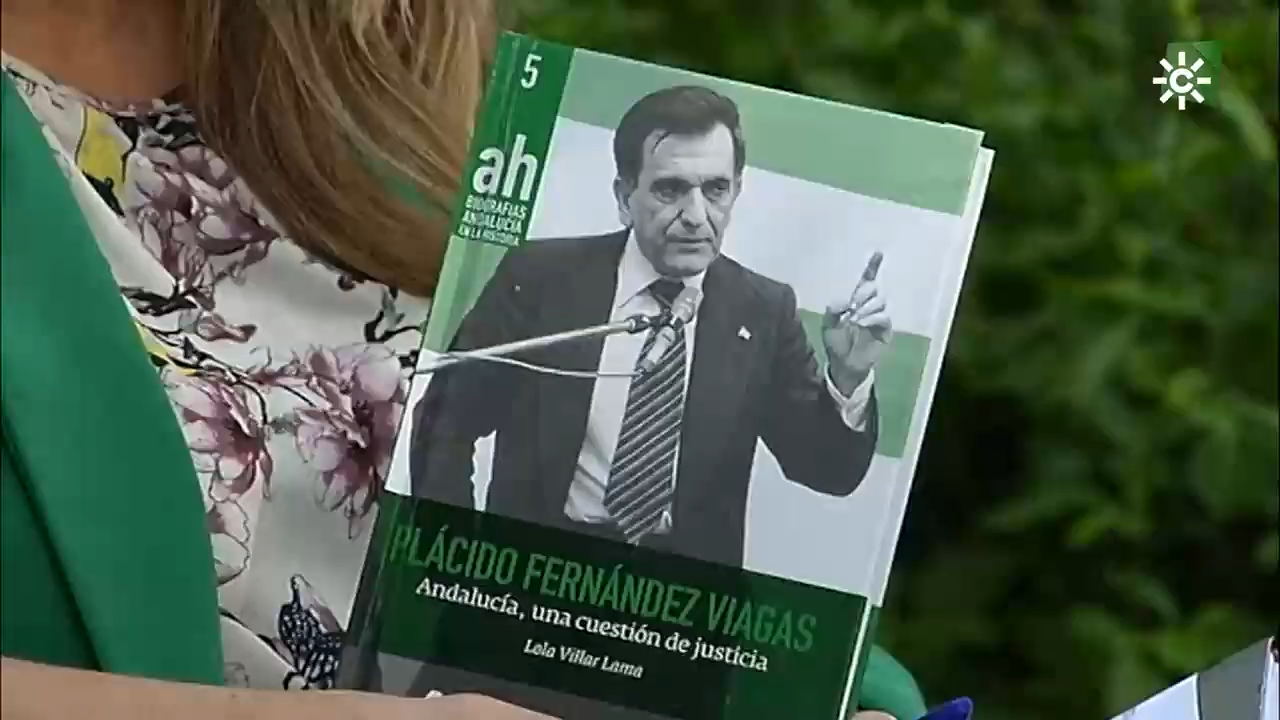 5
ah
BIOGRAFÍAS
ANDALUCÍA
EN LA HISTORIA
PLÁCIDO FERNÁNDEZ VIAGAS
Andalucía, una cuestión de justicia
Lola Villar Lama
C